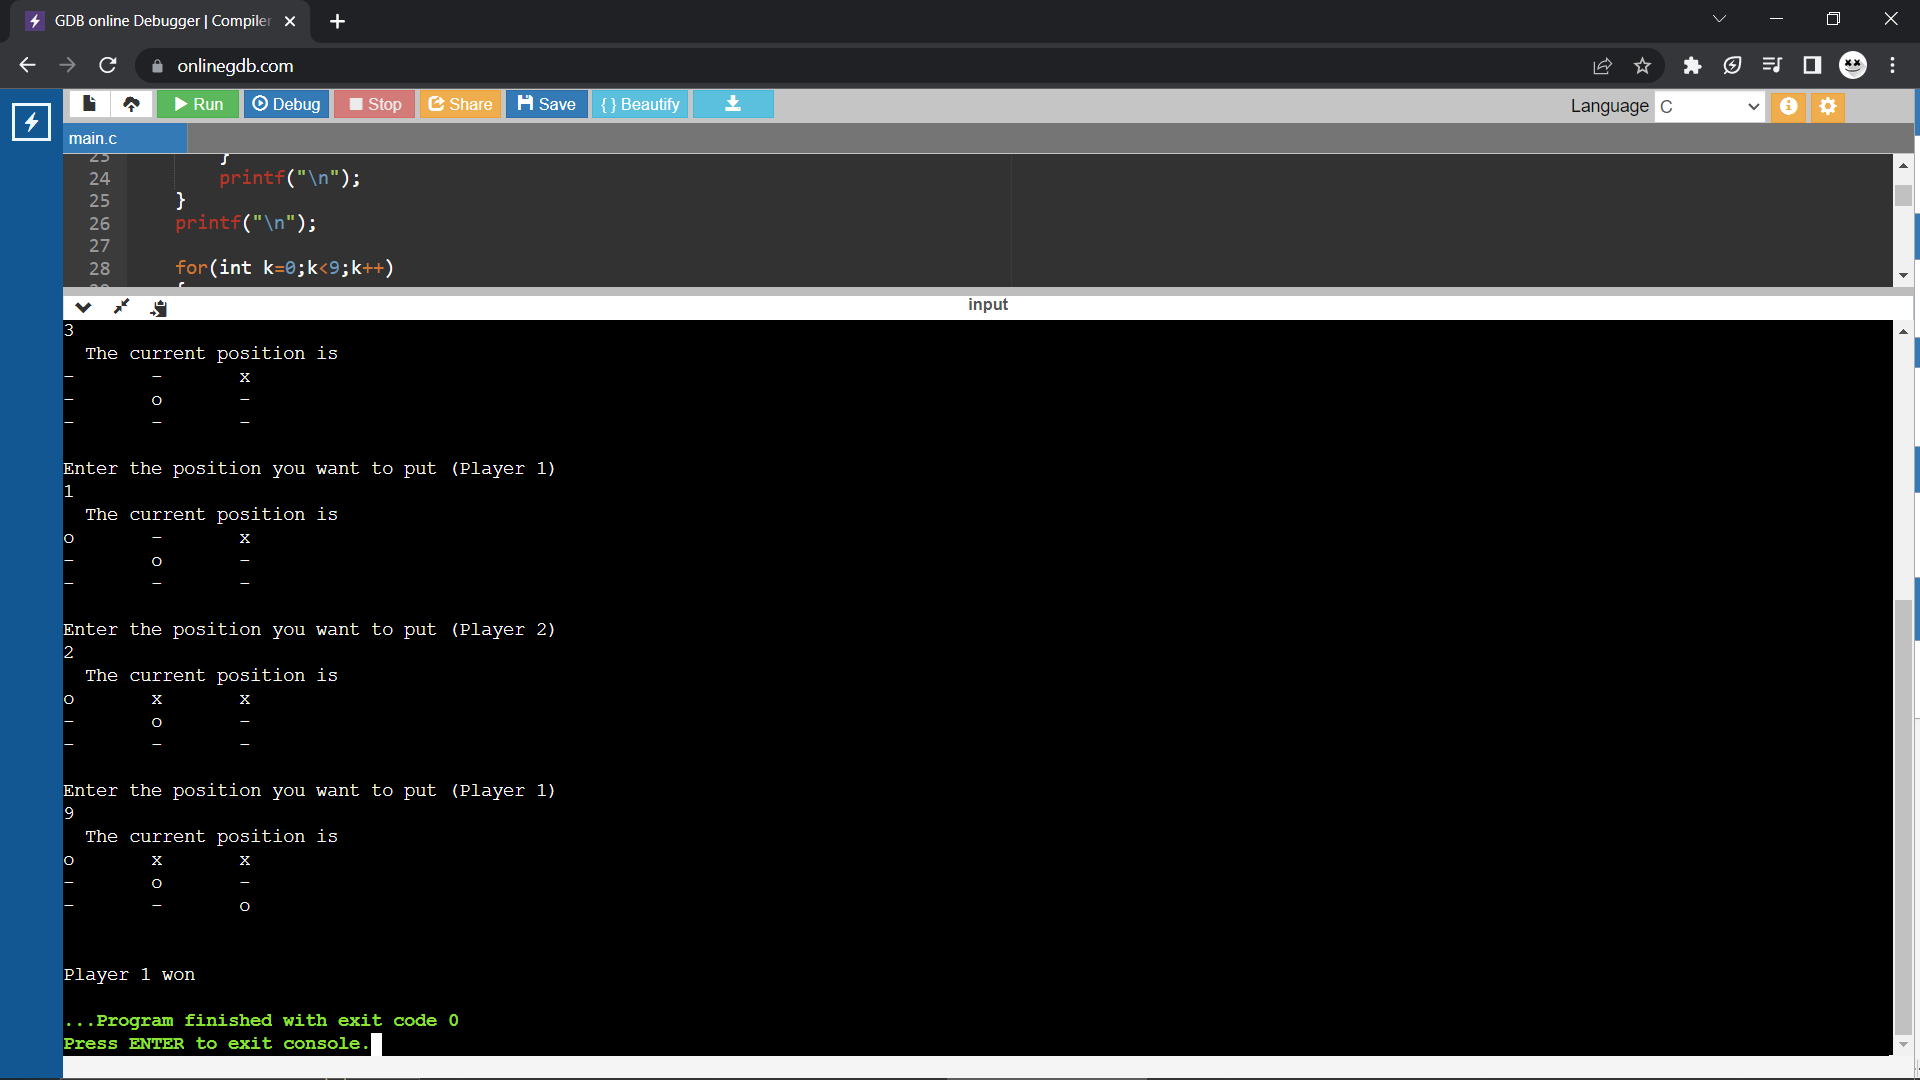 GDB online Debugger | Compiler
onlinegdb.com
Run Debug Stop Share Save { } Beautify Language C
main.c
23 }
24 printf("\n");
25 }
26 printf("\n");
27
28 for(int k=0;k<9;k++)
input
3
The current position is
- - x
- o -
- - -
Enter the position you want to put (Player 1)
1
The current position is
o - x
- o -
- - -
Enter the position you want to put (Player 2)
2
The current position is
o x x
- o -
- - -
Enter the position you want to put (Player 1)
9
The current position is
o x x
- o -
- - o
Player 1 won
...Program finished with exit code 0
Press ENTER to exit console.